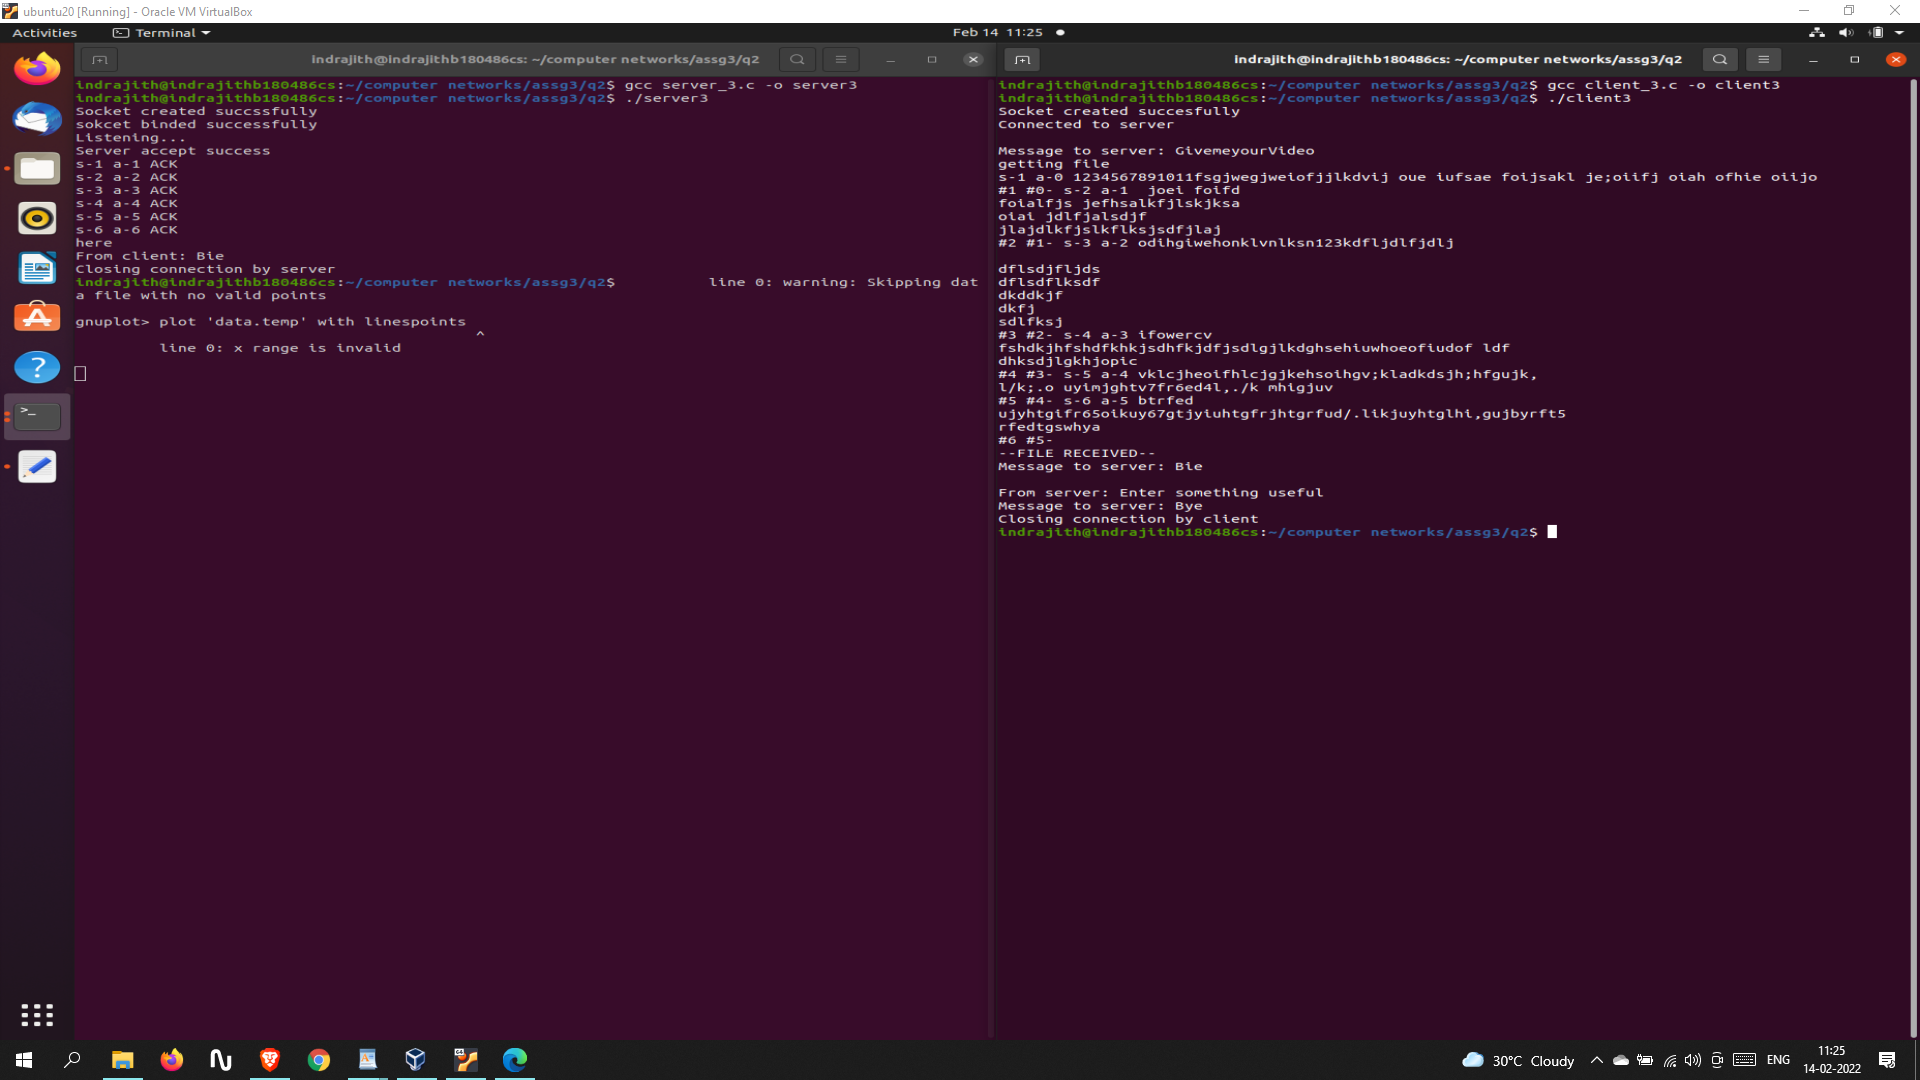 ubuntu20 [Running] - Oracle VM VirtualBox
Activities Terminal Feb 14 11:25
indrajith@indrajithb180486cs: ~/computer networks/assg3/q2
indrajith@indrajithb180486cs:~/computer networks/assg3/q2$ gcc server_3.c -o server3
indrajith@indrajithb180486cs:~/computer networks/assg3/q2$ ./server3
Socket created succssfully
sokcet binded successfully
Listening...
Server accept success
s-1 a-1 ACK
s-2 a-2 ACK
s-3 a-3 ACK
s-4 a-4 ACK
s-5 a-5 ACK
s-6 a-6 ACK
here
From client: Bie
Closing connection by server
indrajith@indrajithb180486cs:~/computer networks/assg3/q2$ line 0: warning: Skipping dat
a file with no valid points
gnuplot> plot 'data.temp' with linespoints
^
line 0: x range is invalid
indrajith@indrajithb180486cs: ~/computer networks/assg3/q2
indrajith@indrajithb180486cs:~/computer networks/assg3/q2$ gcc client_3.c -o client3
indrajith@indrajithb180486cs:~/computer networks/assg3/q2$ ./client3
Socket created succesfully
Connected to server
Message to server: GivemeyourVideo
getting file
s-1 a-0 1234567891011fsgjwegjweiofjjlkdvij oue iufsae foijsakl je;oiifj oiah ofhie oiijo
#1 #0- s-2 a-1  joei foifd
foialfjs jefhsalkfjlskjksa
oiai jdlfjalsdjf
jlajdlkfjslkflksjsdfjlaj
#2 #1- s-3 a-2 odihgiwehonklvnlksn123kdfljdlfjdlj
dflsdjfljds
dflsdflksdf
dkddkjf
dkfj
sdlfksj
#3 #2- s-4 a-3 ifowercv
fshdkjhfshdfkhkjsdhfkjdfjsdlgjlkdghsehiuwhoeofiudof ldf
dhksdjlgkhjopic
#4 #3- s-5 a-4 vklcjheoifhlcjgjkehsoihgv;kladkdsjh;hfgujk,
l/k;.o uyimjghtv7fr6ed4l,./k mhigjuv
#5 #4- s-6 a-5 btrfed
ujyhtgifr65oikuy67gtjyiuhtgfrjhtgrfud/.likjuyhtglhi,gujbyrft5
rfedtgswhya
#6 #5-
--FILE RECEIVED--
Message to server: Bie
From server: Enter something useful
Message to server: Bye
Closing connection by client
indrajith@indrajithb180486cs:~/computer networks/assg3/q2$
30°C Cloudy ENG 11:25
14-02-2022